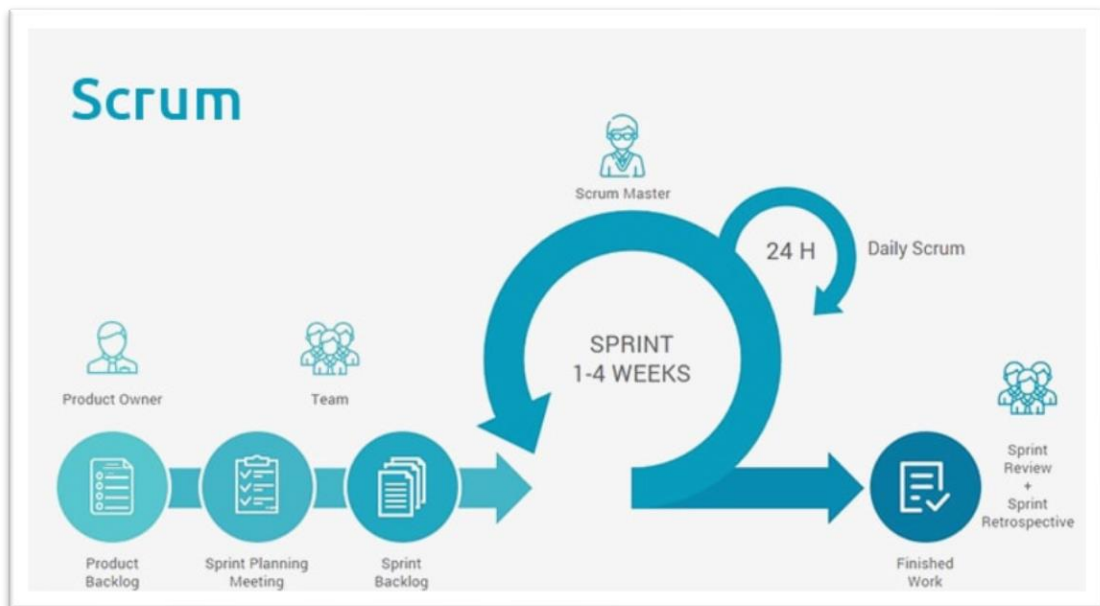 Scrum
Scrum Master
24 H
Daily Scrum
SPRINT
1-4 WEEKS
Product Owner
Team
Product
Backlog
Sprint Planning
Meeting
Sprint
Backlog
Finished
Work
Sprint
Review
+
Sprint
Retrospective